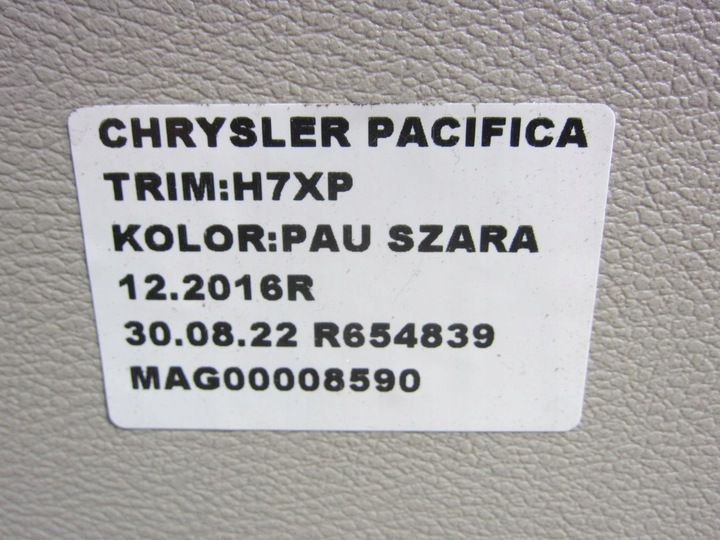 CHRYSLER PACIFICA
TRIM:H7XP
KOLOR:PAU SZARA
12.2016R
30.08.22 R654839
MAG00008590